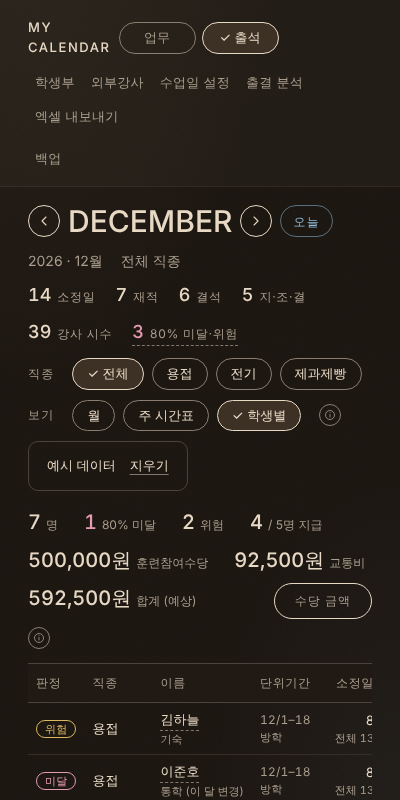 MY
CALENDAR
업무
✓ 출석
학생부 외부강사 수업일 설정 출결 분석
엑셀 내보내기
백업
DECEMBER 오늘
2026 · 12월 전체 직종
14 소정일 7 재적 6 결석 5 지·조·결
39 강사 시수 3 80% 미달·위험
직종 ✓ 전체 용접 전기 제과제빵
보기 월 주 시간표 ✓ 학생별
예시 데이터 지우기
7 명 1 80% 미달 2 위험 4 / 5명 지급
500,000원 훈련참여수당 92,500원 교통비
592,500원 합계 (예상) 수당 금액
판정 직종 이름 단위기간 소정일
위험 용접 김하늘 12/1–18 8
기숙 방학 전체 13
미달 용접 이준호 12/1–18 8
통학 (이 달 변경) 방학 전체 13